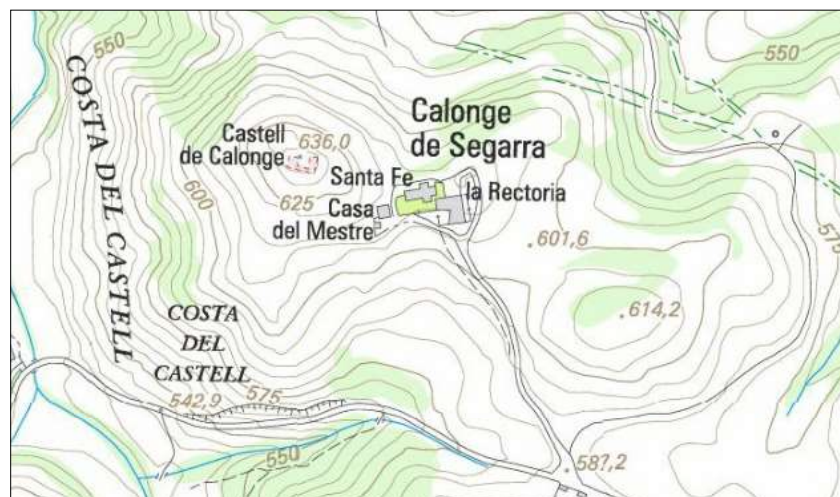 550
550
COSTA DEL CASTELL
Calonge
de Segarra
Castell
de Calonge
636,0
Santa Fe
la Rectoria
600
625
Casa
del Mestre
601,6
570
614,2
COSTA
DEL
CASTELL
542,9
575
550
587,2